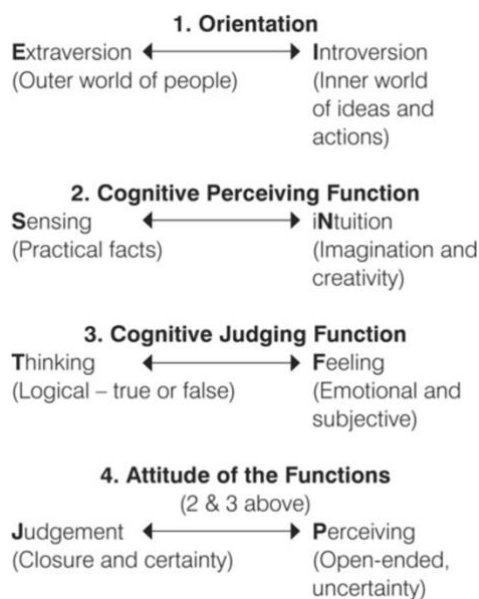 1. Orientation
Extraversion Introversion
(Outer world of people) (Inner world
of ideas and
actions)
2. Cognitive Perceiving Function
Sensing iNtuition
(Practical facts) (Imagination and
creativity)
3. Cognitive Judging Function
Thinking Feeling
(Logical – true or false) (Emotional and
subjective)
4. Attitude of the Functions
(2 & 3 above)
Judgement Perceiving
(Closure and certainty) (Open-ended,
uncertainty)